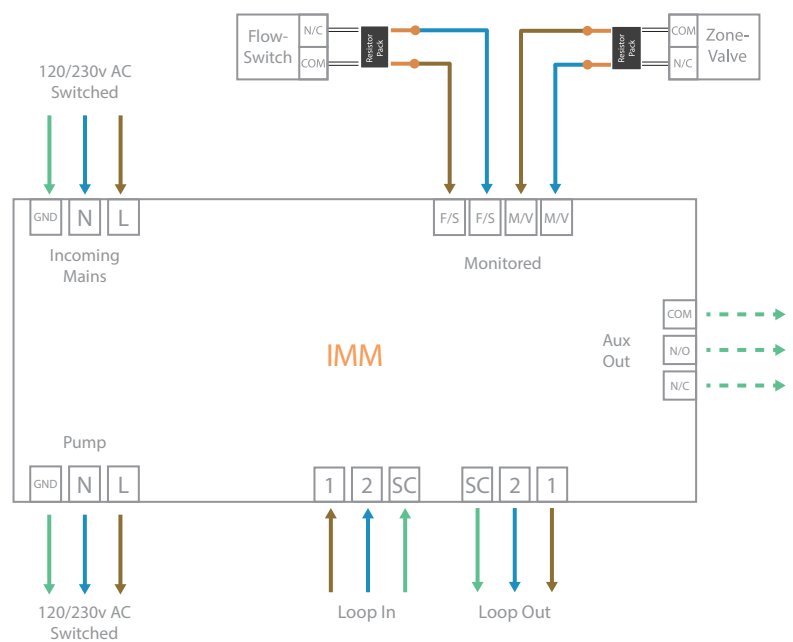 Flow-
Switch
N/C
COM
Resistor
Pack
Resistor
Pack
COM
N/C
Zone-
Valve
120/230v AC
Switched
GND
N
L
Incoming
Mains
F/S
F/S
M/V
M/V
Monitored
IMM
Aux
Out
COM
N/O
N/C
Pump
GND
N
L
1
2
SC
SC
2
1
120/230v AC
Switched
Loop In
Loop Out